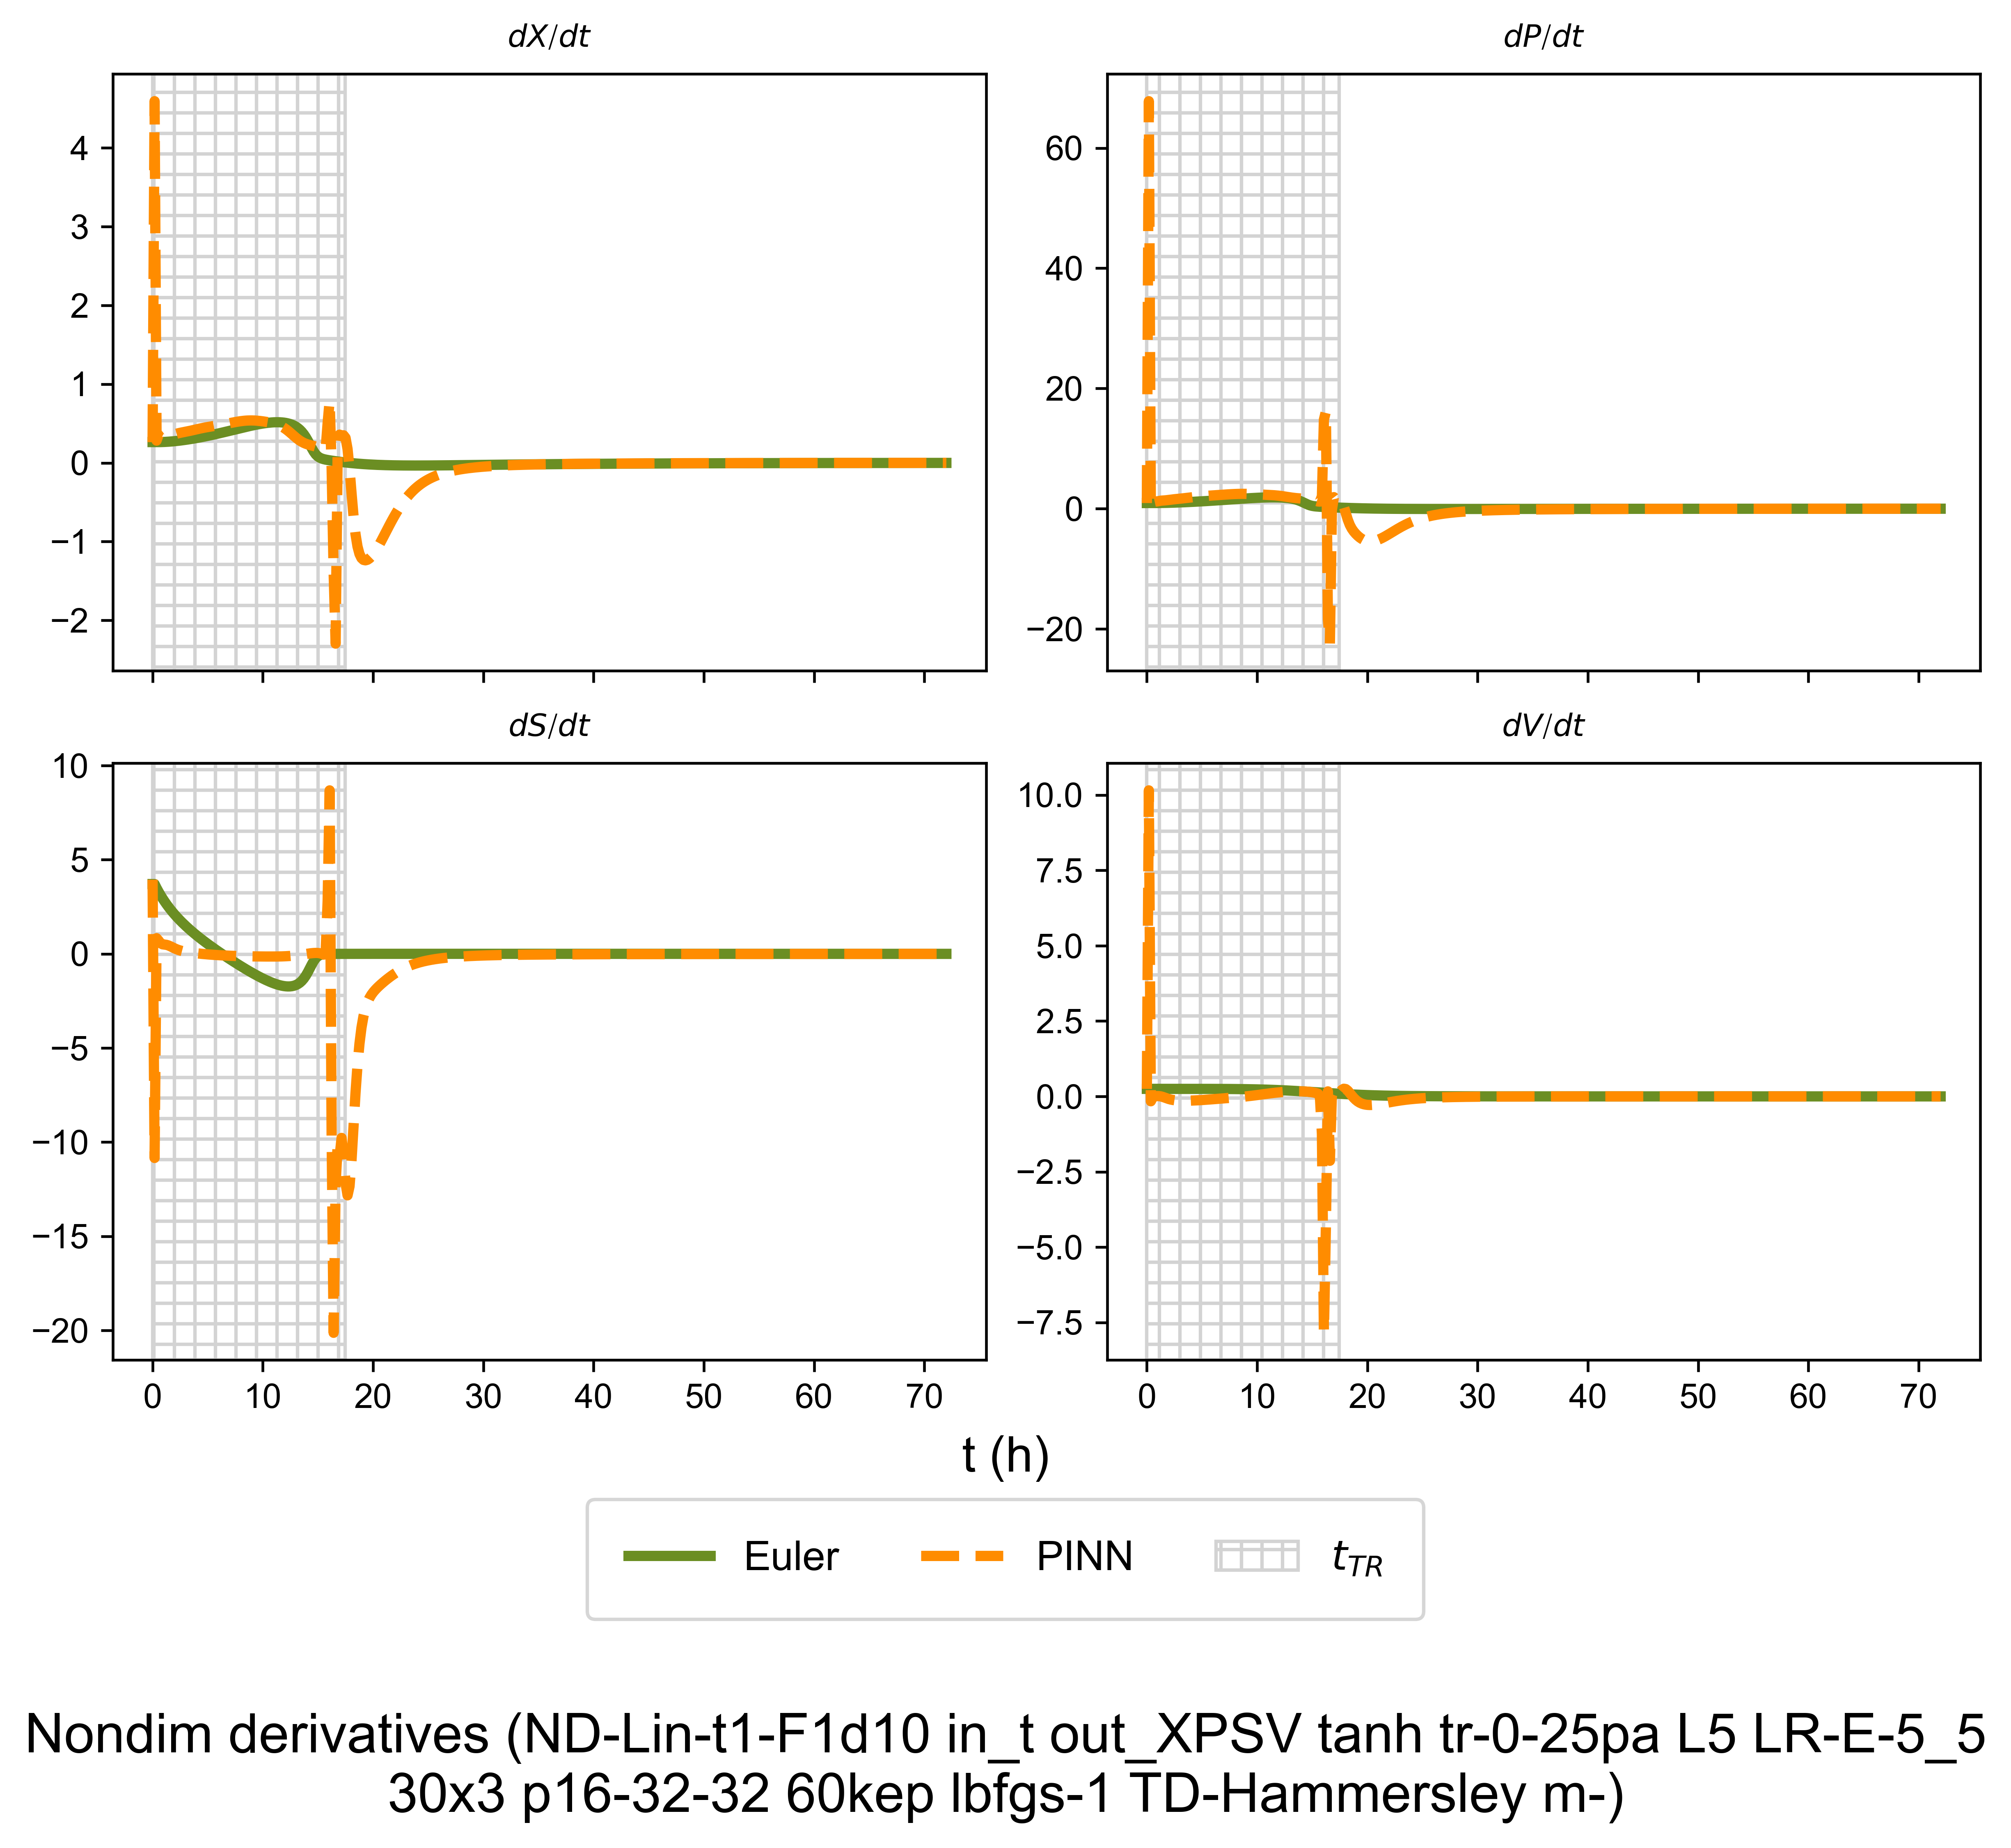 dX/dt
dP/dt
4
3
2
1
0
−1
−2
60
40
20
0
−20
dS/dt
dV/dt
10
5
0
−5
−10
−15
−20
10.0
7.5
5.0
2.5
0.0
−2.5
−5.0
−7.5
0 10 20 30 40 50 60 70
0 10 20 30 40 50 60 70
t (h)
Euler PINN t_{TR}
Nondim derivatives (ND-Lin-t1-F1d10 in_t out_XPSV tanh tr-0-25pa L5 LR-E-5_5
30x3 p16-32-32 60kep lbfgs-1 TD-Hammersley m-)